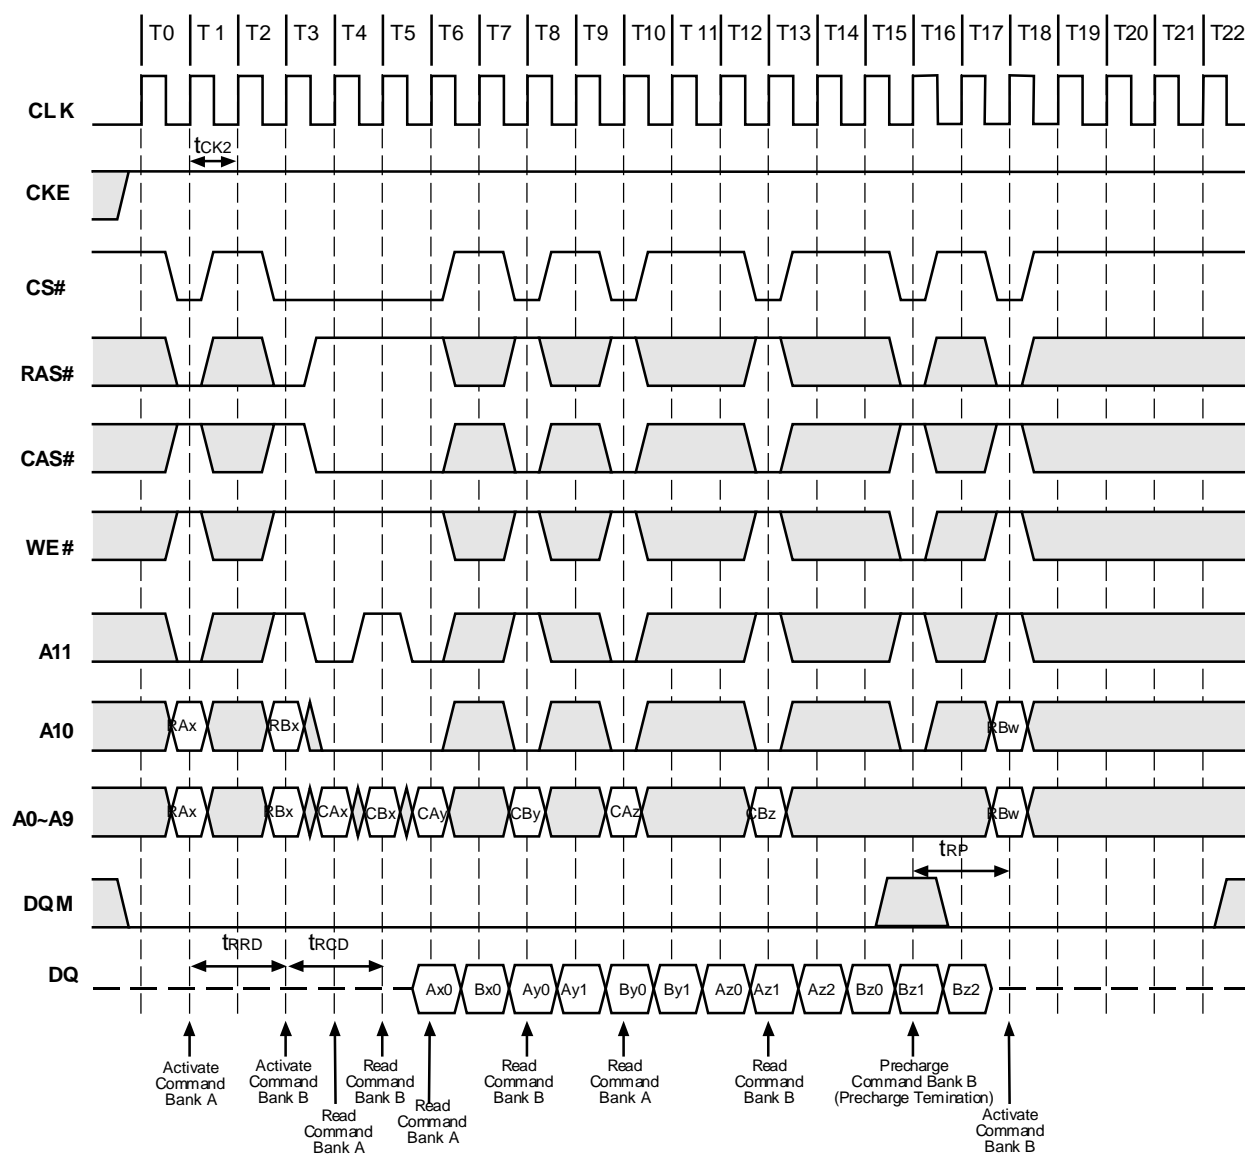 T0 T 1 T2 T3 T4 T5 T6 T7 T8 T9 T10 T 11 T12 T13 T14 T15 T16 T17 T18 T19 T20 T21 T22
CLK
tCK2
CKE
CS#
RAS#
CAS#
WE#
A11
A10 RAx RBx RBw
A0~A9 RAx RBx CAx CBx CAy CBy CAz CBz RBw
tRP
DQM
tRRD tRCD
DQ Ax0 Bx0 Ay0 Ay1 By0 By1 Az0 Az1 Az2 Bz0 Bz1 Bz2
Activate
Command
Bank A
Activate
Command
Bank B
Read
Command
Bank A
Read
Command
Bank B
Read
Command
Bank A
Read
Command
Bank B
Read
Command
Bank A
Read
Command
Bank B
Precharge
Command Bank B
(Precharge Temination)
Activate
Command
Bank B